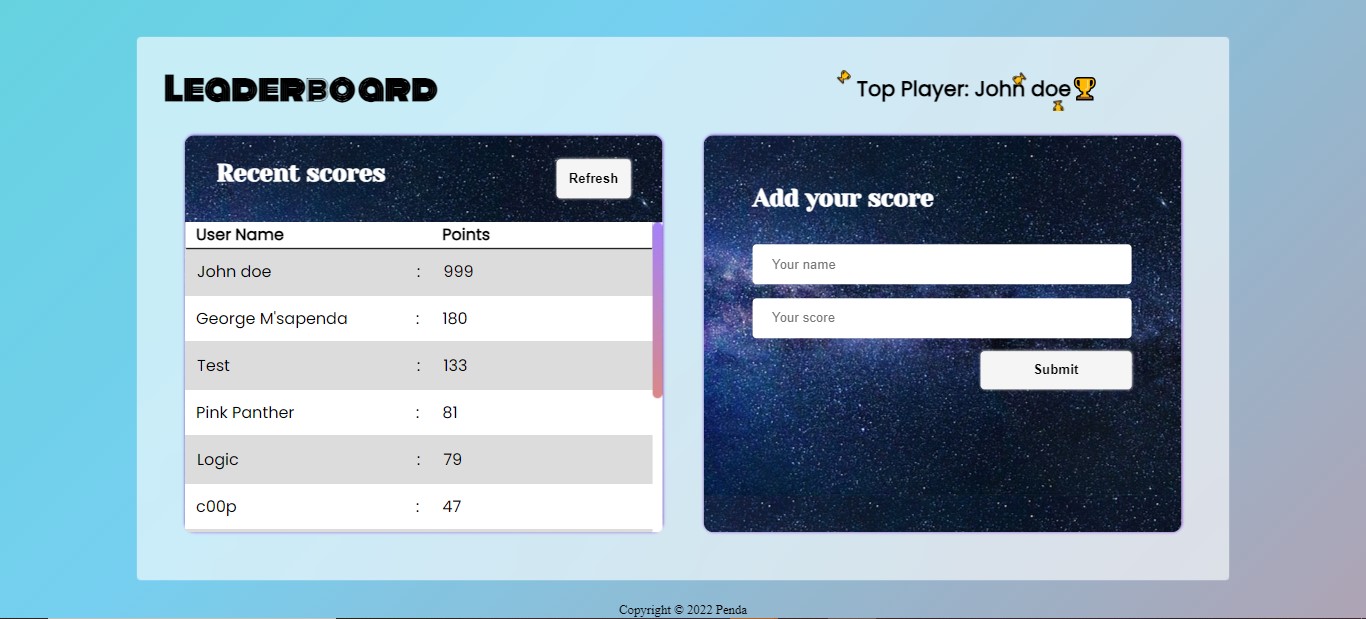 LEADERBOARD
Top Player: John doe
Recent scores
Refresh
User Name Points
John doe : 999
George M'sapenda : 180
Test : 133
Pink Panther : 81
Logic : 79
c00p : 47
Add your score
Your name
Your score
Submit
Copyright © 2022 Penda